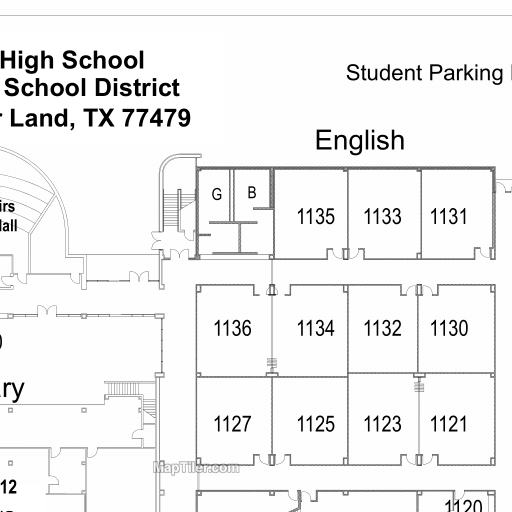 High School
School District
Land, TX 77479
Student Parking
English
G
B
1135
1133
1131
1136
1134
1132
1130
1127
1125
1123
1121
MapTiler.com
12
1120